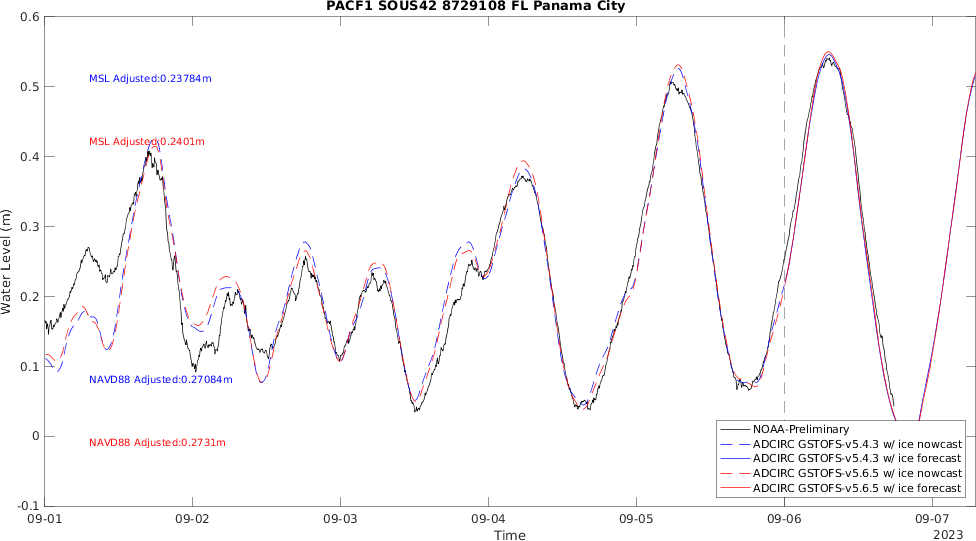 PACF1 SOUS42 8729108 FL Panama City
0.6
0.5
0.4
0.3
0.2
0.1
0
-0.1
Water Level (m)
MSL Adjusted:0.23784m
MSL Adjusted:0.2401m
NAVD88 Adjusted:0.27084m
NAVD88 Adjusted:0.2731m
NOAA-Preliminary
ADCIRC GSTOFS-v5.4.3 w/ ice nowcast
ADCIRC GSTOFS-v5.4.3 w/ ice forecast
ADCIRC GSTOFS-v5.6.5 w/ ice nowcast
ADCIRC GSTOFS-v5.6.5 w/ ice forecast
09-01 09-02 09-03 09-04 09-05 09-06 09-07
Time
2023